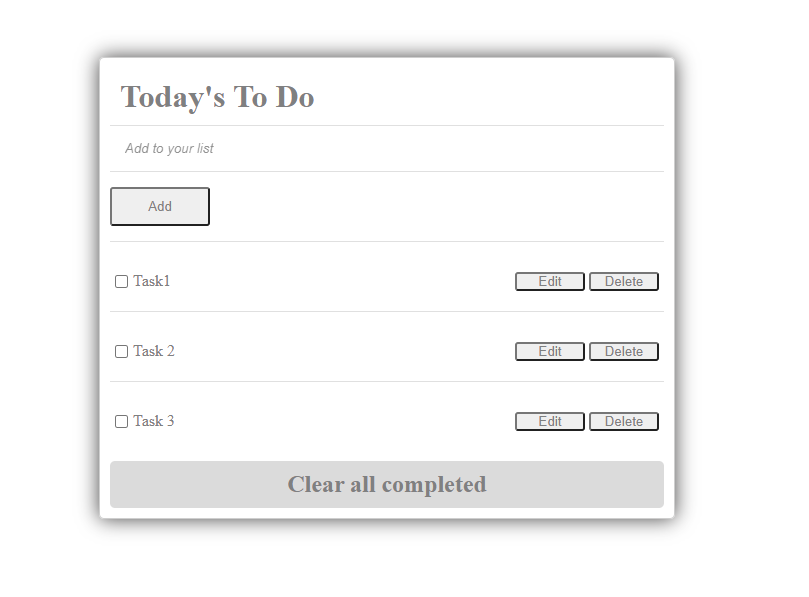 Today's To Do
Add to your list
Add
Task1 Edit Delete
Task 2 Edit Delete
Task 3 Edit Delete
Clear all completed